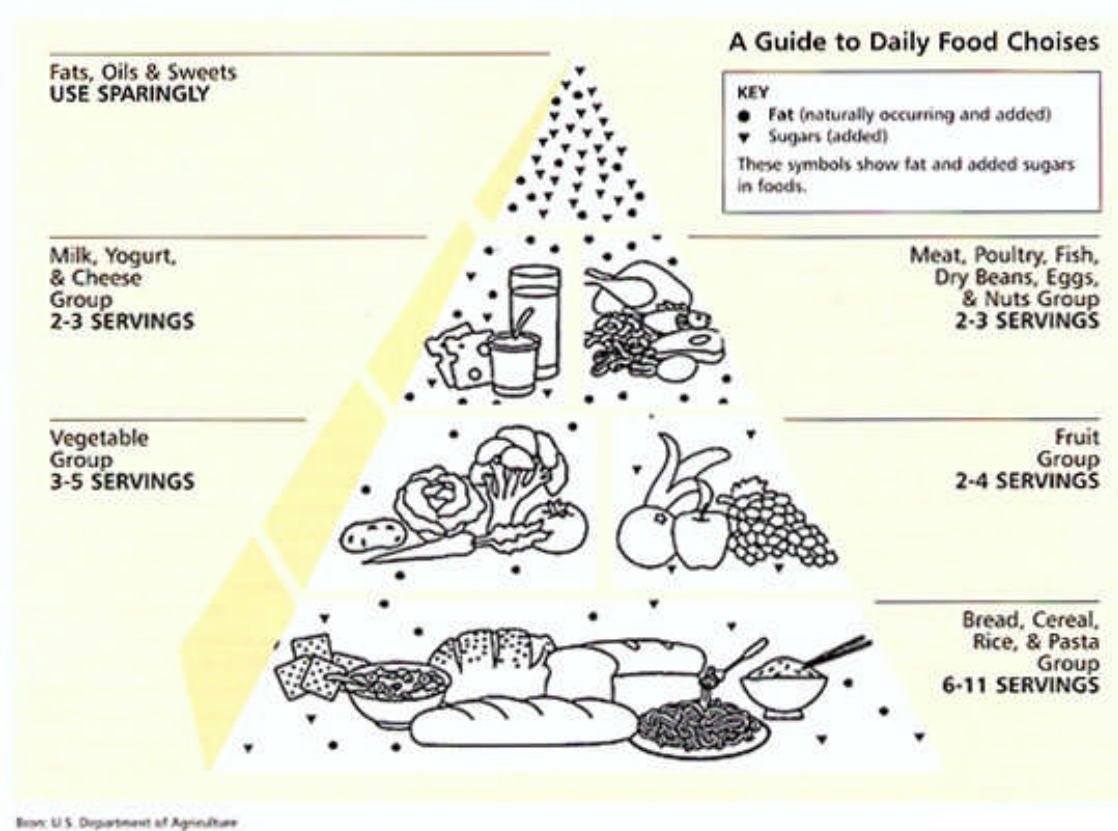 A Guide to Daily Food Choises
KEY
Fat (naturally occurring and added)
Sugars (added)
These symbols show fat and added sugars
in foods.
Fats, Oils & Sweets
USE SPARINGLY
Milk, Yogurt,
& Cheese
Group
2-3 SERVINGS
Meat, Poultry, Fish,
Dry Beans, Eggs,
& Nuts Group
2-3 SERVINGS
Vegetable
Group
3-5 SERVINGS
Fruit
Group
2-4 SERVINGS
Bread, Cereal,
Rice, & Pasta
Group
6-11 SERVINGS
Bron: U.S. Department of Agriculture